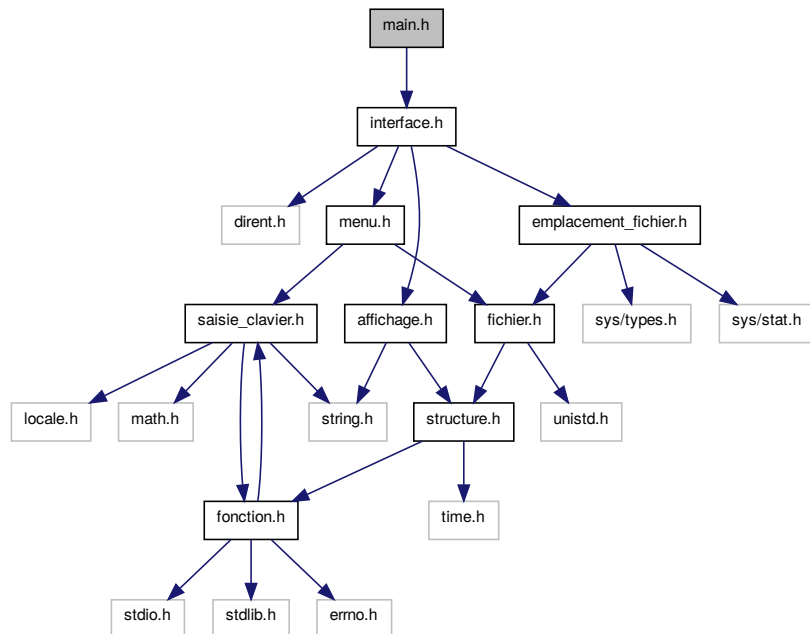 main.h
interface.h
dirent.h
menu.h
emplacement_fichier.h
saisie_clavier.h
affichage.h
fichier.h
sys/types.h
sys/stat.h
locale.h
math.h
string.h
structure.h
unistd.h
fonction.h
time.h
stdio.h
stdlib.h
errno.h